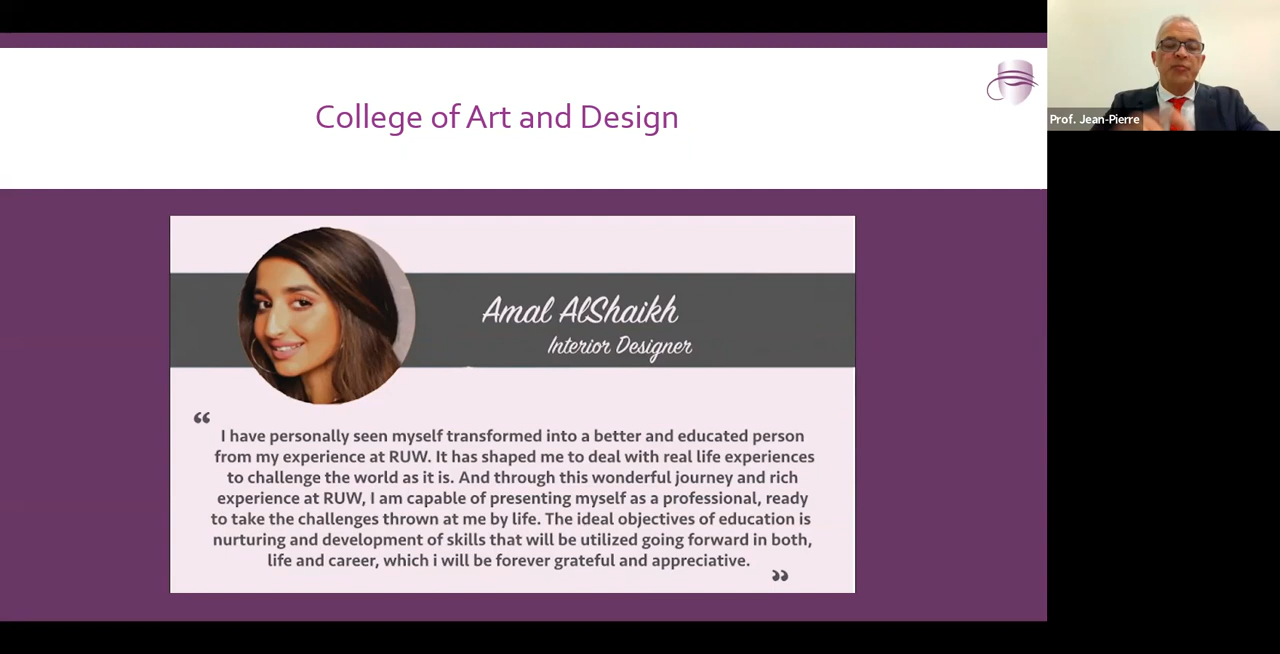 College of Art and Design
Prof. Jean-Pierre
Amal AlShaikh
Interior Designer
“
I have personally seen myself transformed into a better and educated person
from my experience at RUW. It has shaped me to deal with real life experiences
to challenge the world as it is. And through this wonderful journey and rich
experience at RUW, I am capable of presenting myself as a professional, ready
to take the challenges thrown at me by life. The ideal objectives of education is
nurturing and development of skills that will be utilized going forward in both,
life and career, which i will be forever grateful and appreciative.
”